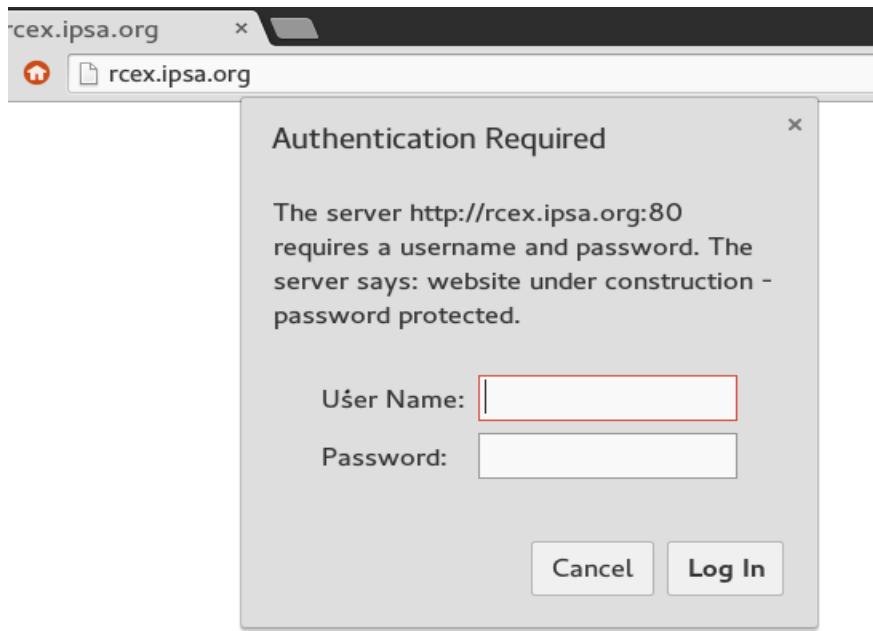 rcex.ipsa.org ×
rcex.ipsa.org
Authentication Required ×
The server http://rcex.ipsa.org:80
requires a username and password. The
server says: website under construction -
password protected.
User Name:
Password:
Cancel Log In